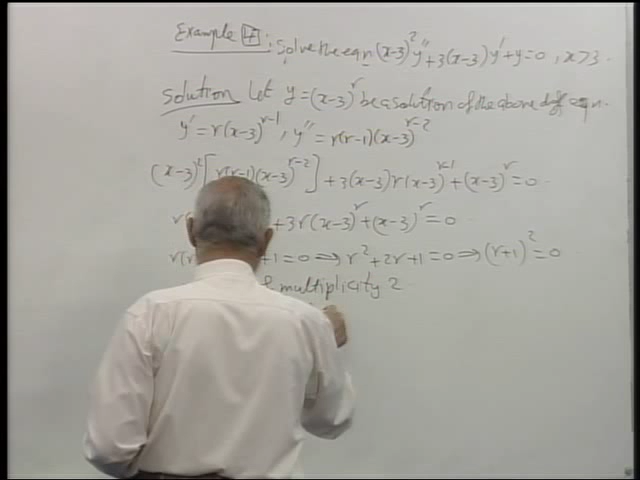 Example 4: Solve the eqn (x-3)² y″ + 3(x-3) y′ + y = 0, x > 3.
Solution Let y = (x-3)^r be a solution of the above diff eqn.
y′ = r(x-3)^{r-1}, y″ = r(r-1)(x-3)^{r-2}
(x-3)² [r(r-1)(x-3)^{r-2}] + 3(x-3) r(x-3)^{r-1} + (x-3)^r = 0.
+ 3r(x-3)^r + (x-3)^r = 0.
+1 = 0 ⟹ r² + 2r + 1 = 0 ⟹ (r+1)² = 0
multiplicity 2